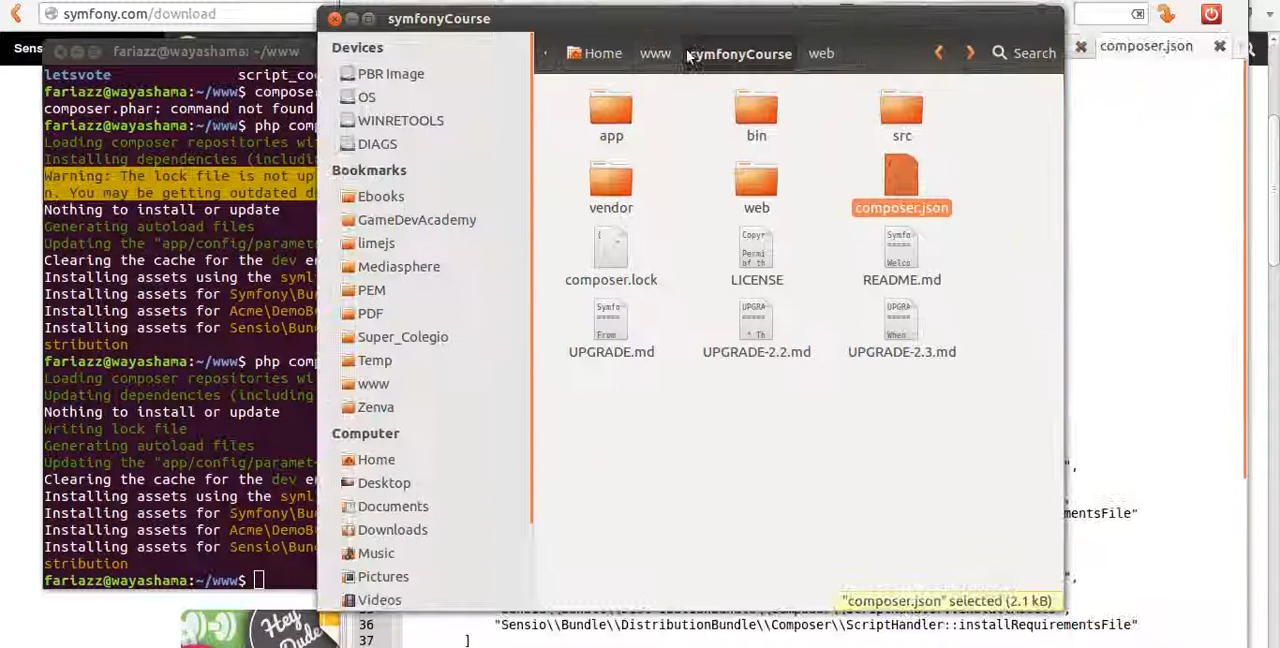 symfony.com/download
symfonyCourse
Sens
fariazz@wayashama: ~/www
letsvote script_co
fariazz@wayashama:~/www$ compose
composer.phar: command not found
fariazz@wayashama:~/www$ php comp
Loading composer repositories wi
Installing dependencies (includi
Warning: The lock file is not up
n. You may be getting outdated d
Nothing to install or update
Generating autoload files
Updating the "app/config/paramet
Clearing the cache for the dev e
Installing assets using the syml
Installing assets for Symfony\Bun
Installing assets for Acme\DemoB
Installing assets for Sensio\Bun
stribution
fariazz@wayashama:~/www$ php comp
Loading composer repositories wi
Updating dependencies (including
Nothing to install or update
Writing lock file
Generating autoload files
Updating the "app/config/paramet
Clearing the cache for the dev en
Installing assets using the syml
Installing assets for Symfony\Bun
Installing assets for Acme\DemoB
Installing assets for Sensio\Bun
stribution
fariazz@wayashama:~/www$
Devices
PBR Image
OS
WINRETOOLS
DIAGS
Bookmarks
Ebooks
GameDevAcademy
limejs
Mediasphere
PEM
PDF
Super_Colegio
Temp
www
Zenva
Computer
Home
Desktop
Documents
Downloads
Music
Pictures
Videos
Home www symfonyCourse web Search
composer.json
app bin src
vendor web composer.json
composer.lock LICENSE README.md
UPGRADE.md UPGRADE-2.2.md UPGRADE-2.3.md
"composer.json" selected (2.1 kB)
",
mentsFile"
",
36 "Sensio\\Bundle\\DistributionBundle\\Composer\\ScriptHandler::installRequirementsFile"
37 ]
Hey
Dude